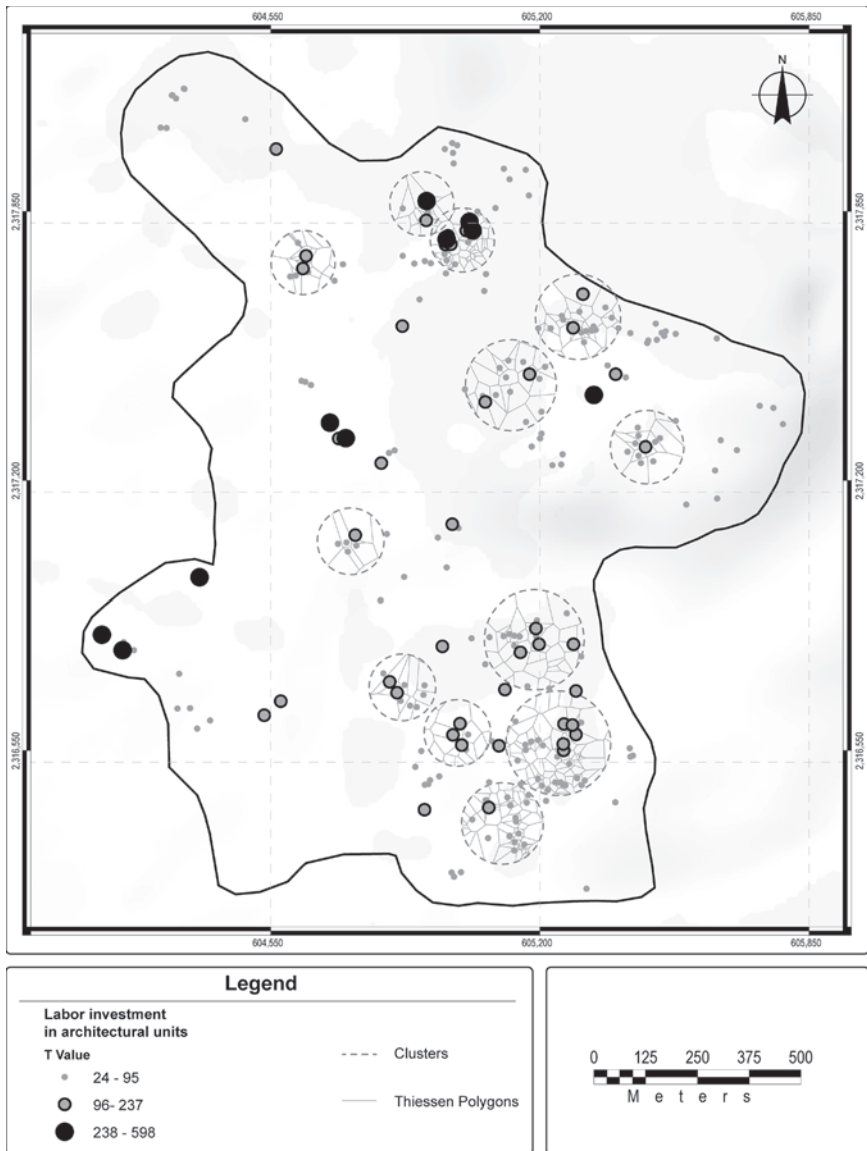 604,550 605,200 605,850
N
2,317,850 2,317,850
2,317,200 2,317,200
2,316,550 2,316,550
604,550 605,200 605,850
Legend
Labor investment
in architectural units
T Value
24 - 95
96- 237
238 - 598
Clusters
Thiessen Polygons
0 125 250 375 500
Meters